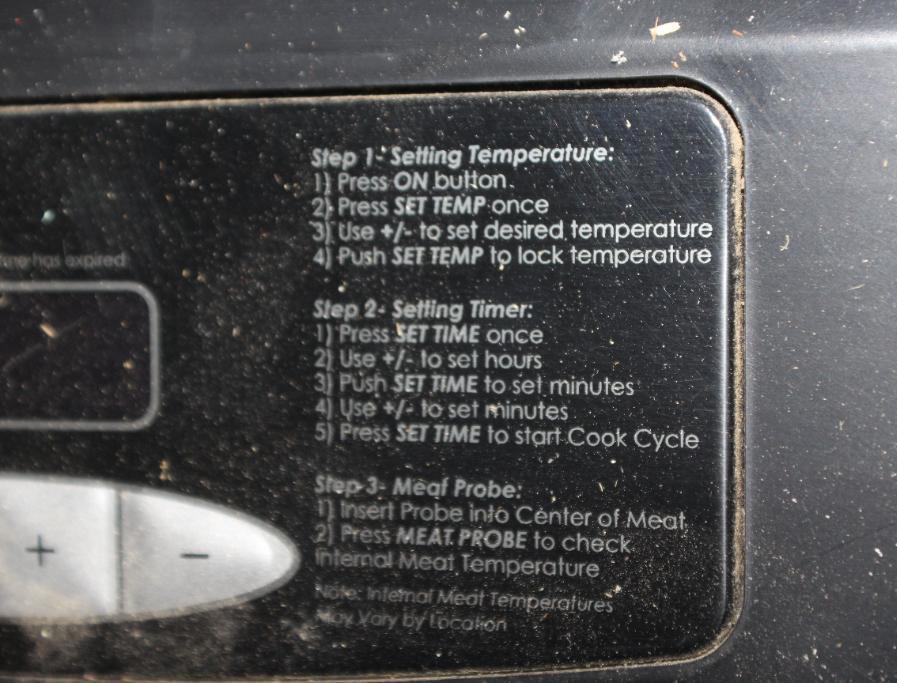 Step 1- Setting Temperature:
1) Press ON button
2) Press SET TEMP once
3) Use +/- to set desired temperature
4) Push SET TEMP to lock temperature
has expired
Step 2- Setting Timer:
1) Press SET TIME once
2) Use +/- to set hours
3) Push SET TIME to set minutes
4) Use +/- to set minutes
5) Press SET TIME to start Cook Cycle
Step 3- Meat Probe:
1) Insert Probe into Center of Meat
2) Press MEAT PROBE to check
Internal Meat Temperature
Note: Internal Meat Temperatures
May Vary by Location
+ −